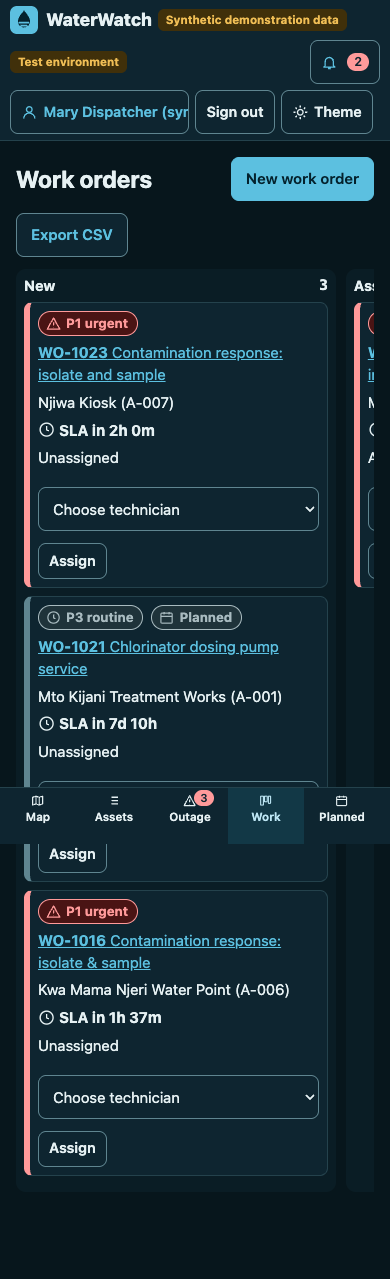 WaterWatch
Synthetic demonstration data
Test environment
2
Mary Dispatcher (syr
Sign out
Theme
Work orders
New work order
Export CSV
New
3
P1 urgent
WO-1023 Contamination response:
isolate and sample
Njiwa Kiosk (A-007)
SLA in 2h 0m
Unassigned
Choose technician
Assign
P3 routine
Planned
WO-1021 Chlorinator dosing pump
service
Mto Kijani Treatment Works (A-001)
SLA in 7d 10h
Unassigned
Map
Assets
3
Outage
Work
Planned
Assign
P1 urgent
WO-1016 Contamination response:
isolate & sample
Kwa Mama Njeri Water Point (A-006)
SLA in 1h 37m
Unassigned
Choose technician
Assign